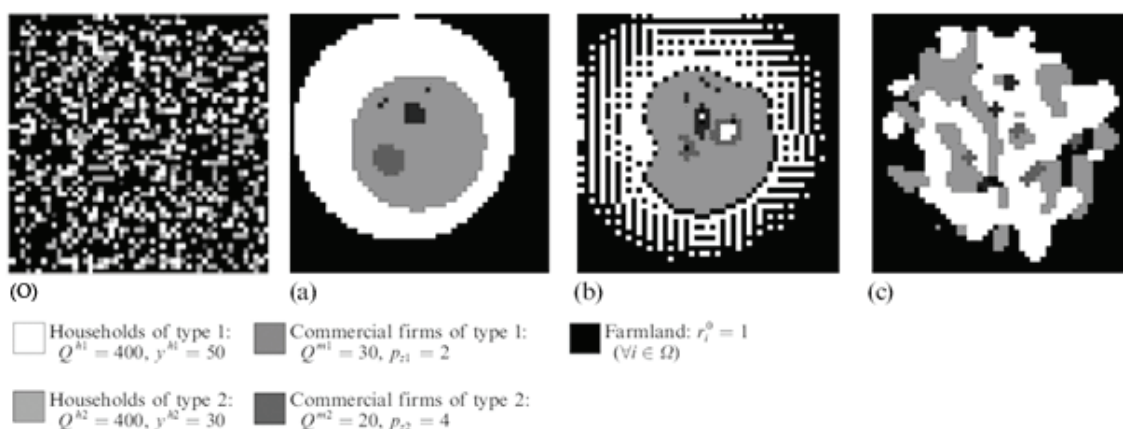 (O) (a) (b) (c)
Households of type 1: Commercial firms of type 1: Farmland: r_i^0 = 1
Q^{h1} = 400, y^{h1} = 50 Q^{m1} = 30, p_{z1} = 2 (∀i ∈ Ω)
Households of type 2: Commercial firms of type 2:
Q^{h2} = 400, y^{h2} = 30 Q^{m2} = 20, p_{z2} = 4